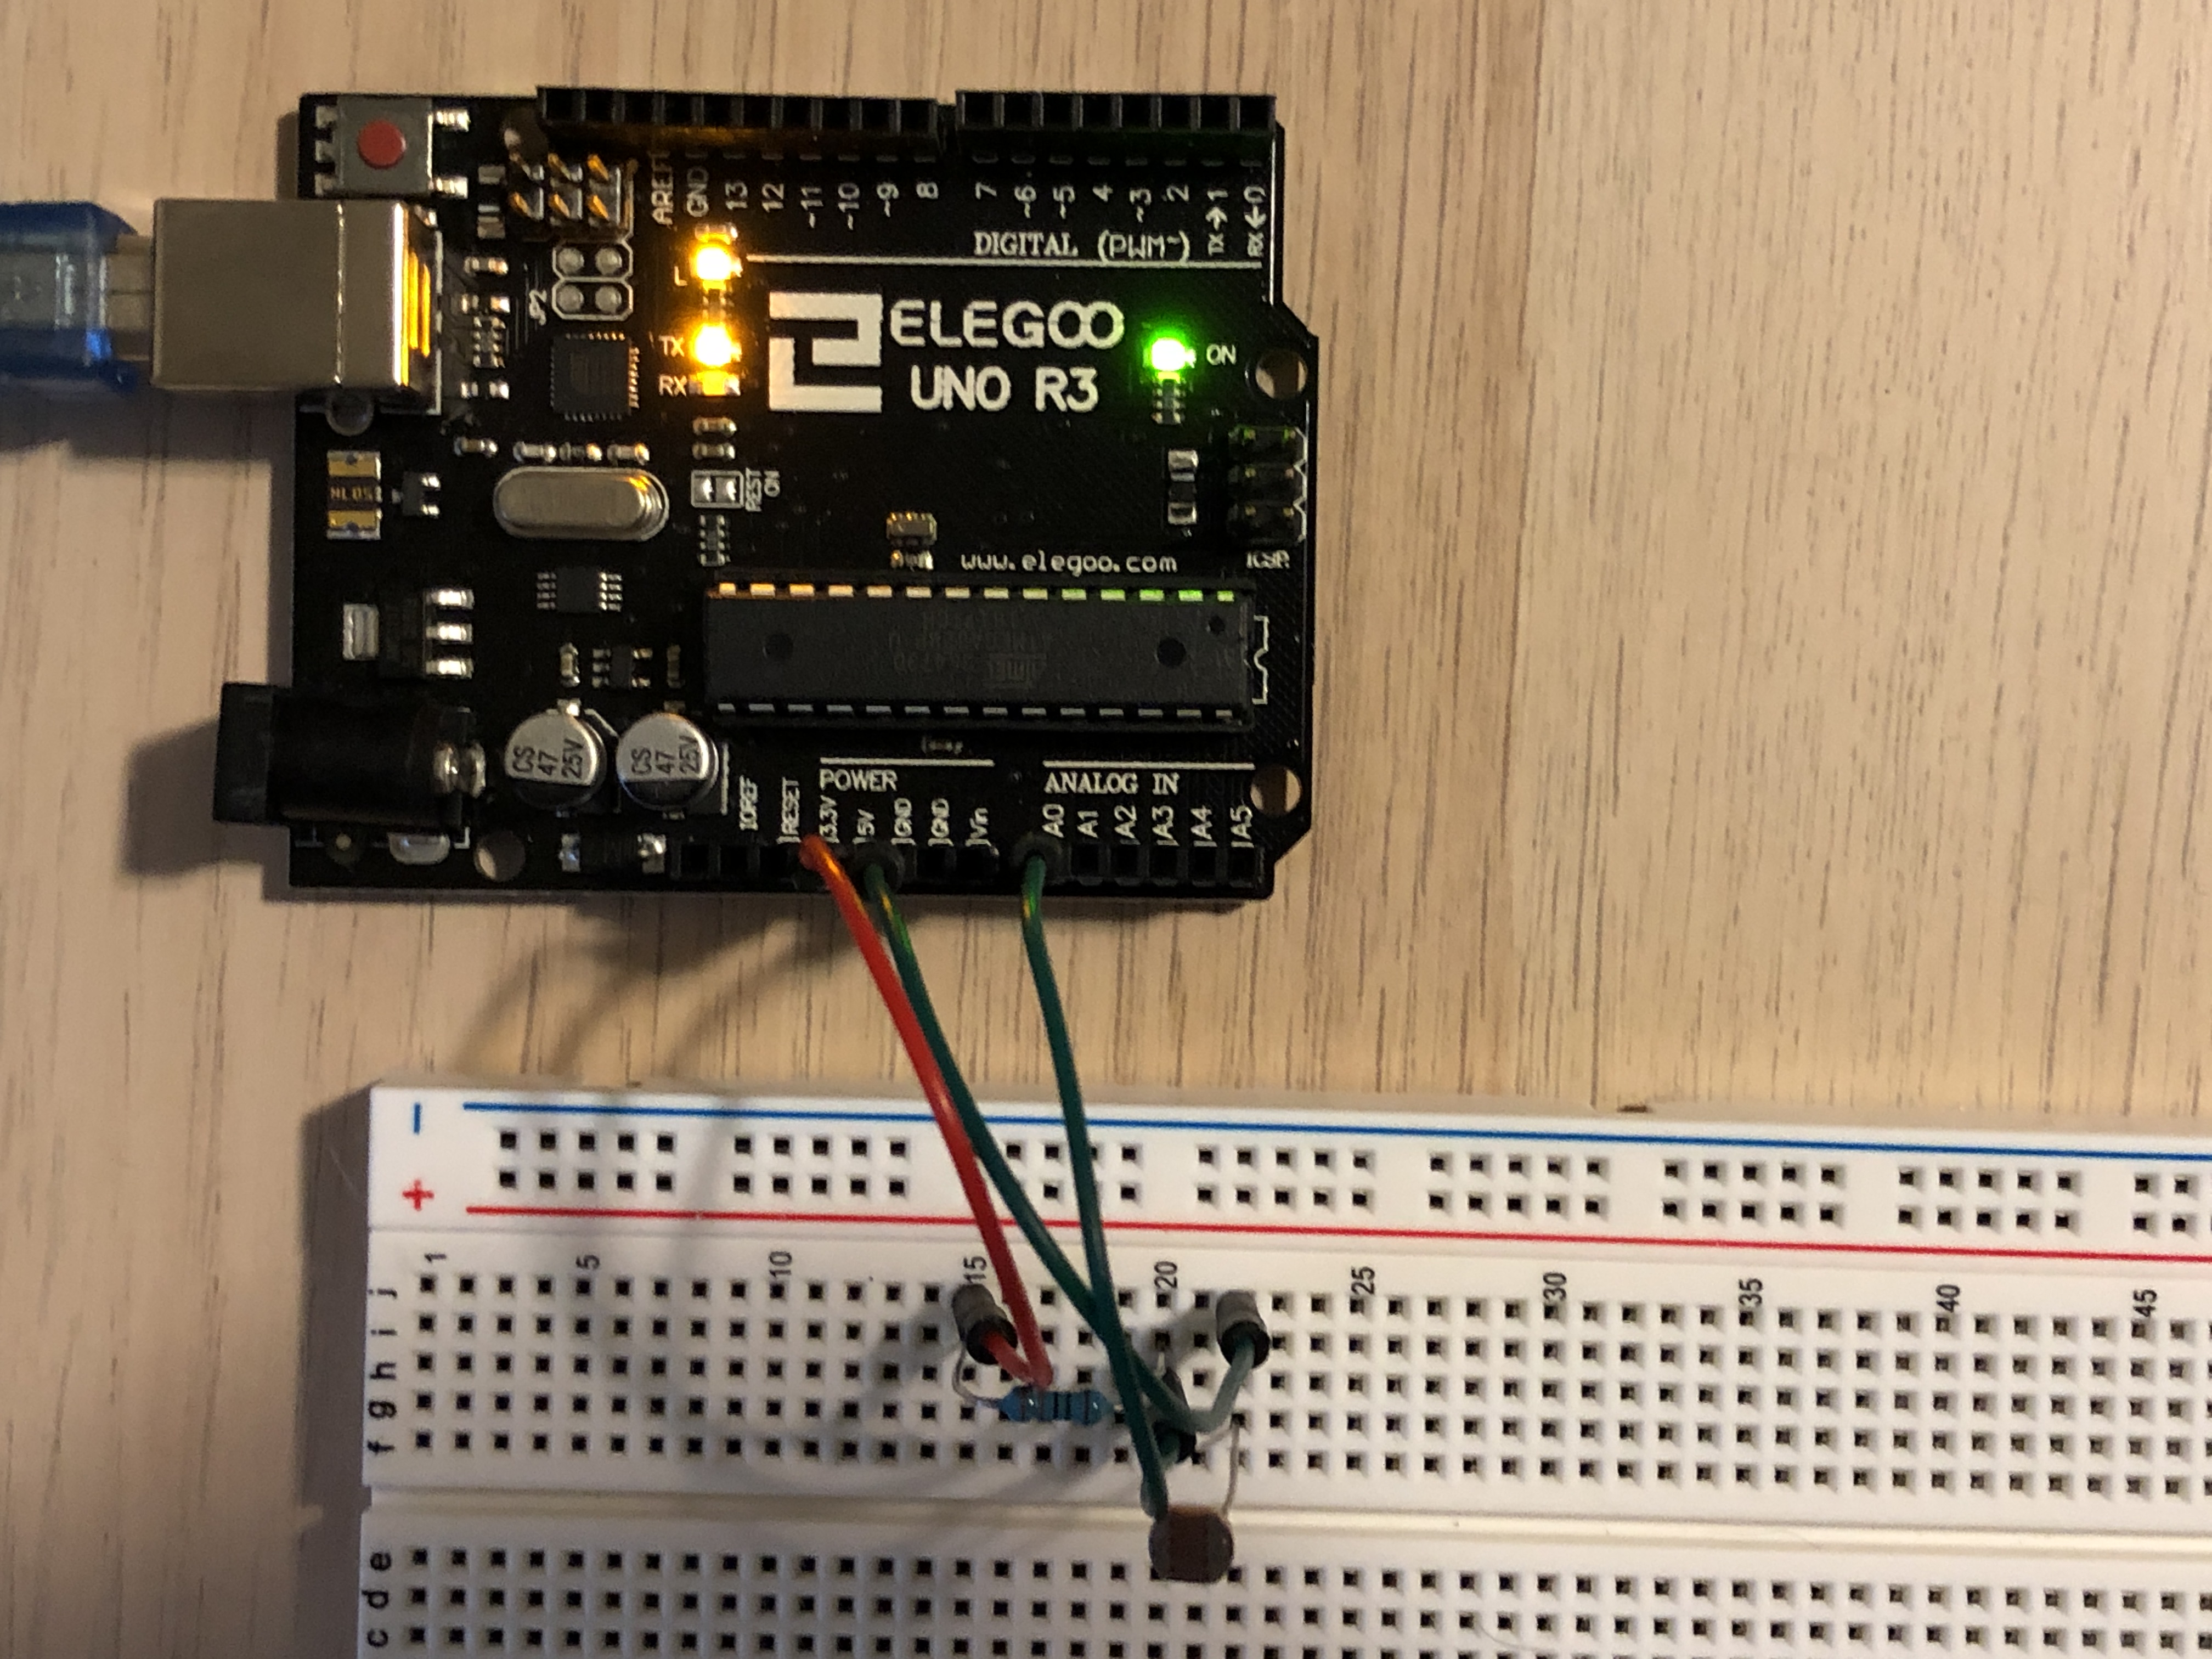 AREF GND 13 12 ~11 ~10 ~9 8 7 ~6 ~5 4 ~3 2 TX→1 RX←0
DIGITAL (PWM~)
L
JP2
TX
RX
ELEGOO
UNO R3
ON
RESET
ON
www.elegoo.com
ICSP
CS
47
25V
CS
47
25V
POWER
ANALOG IN
IOREF RESET 3.3V 5V GND GND Vin A0 A1 A2 A3 A4 A5
−
+
1 5 10 15 20 25 30 35 40 45
j
i
h
g
f
e
d
c